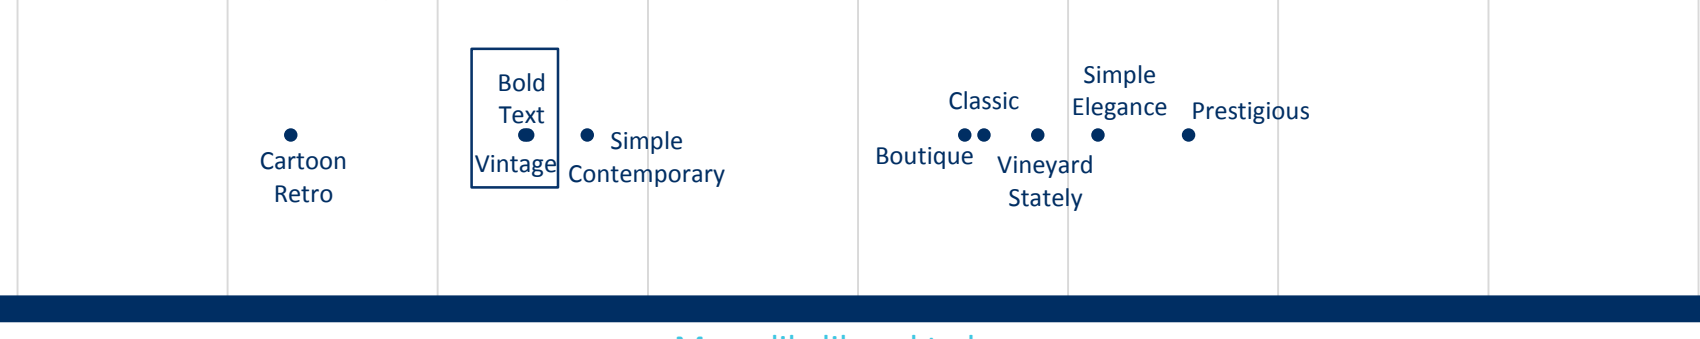 Cartoon
Retro
Bold
Text
Vintage
Simple
Contemporary
Boutique
Classic
Vineyard
Stately
Simple
Elegance
Prestigious